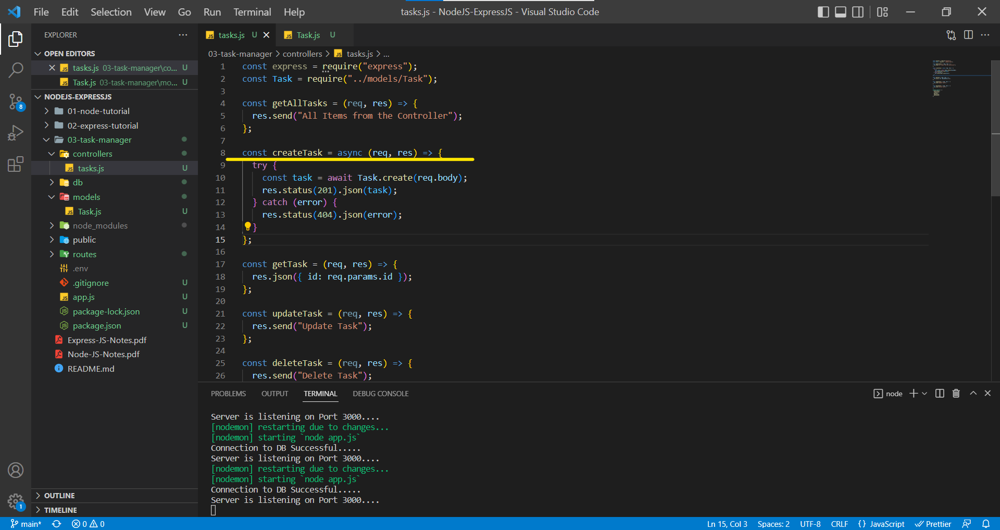 File Edit Selection View Go Run Terminal Help
tasks.js - NodeJS-ExpressJS - Visual Studio Code
EXPLORER
OPEN EDITORS
tasks.js 03-task-manager\co... U
Task.js 03-task-manager\mo... U
NODEJS-EXPRESSJS
01-node-tutorial
02-express-tutorial
03-task-manager
controllers
tasks.js U
db
models
Task.js U
node_modules
public
routes
.env
.gitignore U
app.js U
package-lock.json U
package.json U
Express-JS-Notes.pdf
Node-JS-Notes.pdf
README.md
OUTLINE
TIMELINE
8
1
tasks.js U
Task.js U
03-task-manager > controllers > JS tasks.js > ...
1 const express = require("express");
2 const Task = require("../models/Task");
3
4 const getAllTasks = (req, res) => {
5 res.send("All Items from the Controller");
6 };
7
8 const createTask = async (req, res) => {
9 try {
10 const task = await Task.create(req.body);
11 res.status(201).json(task);
12 } catch (error) {
13 res.status(404).json(error);
14 }
15 };
16
17 const getTask = (req, res) => {
18 res.json({ id: req.params.id });
19 };
20
21 const updateTask = (req, res) => {
22 res.send("Update Task");
23 };
24
25 const deleteTask = (req, res) => {
26 res.send("Delete Task");
PROBLEMS OUTPUT TERMINAL DEBUG CONSOLE
node
Server is listening on Port 3000....
[nodemon] restarting due to changes...
[nodemon] starting `node app.js`
Connection to DB Successful.....
Server is listening on Port 3000....
[nodemon] restarting due to changes...
[nodemon] starting `node app.js`
Connection to DB Successful.....
Server is listening on Port 3000....
main* 0 0
Ln 15, Col 3 Spaces: 2 UTF-8 CRLF {} JavaScript Prettier